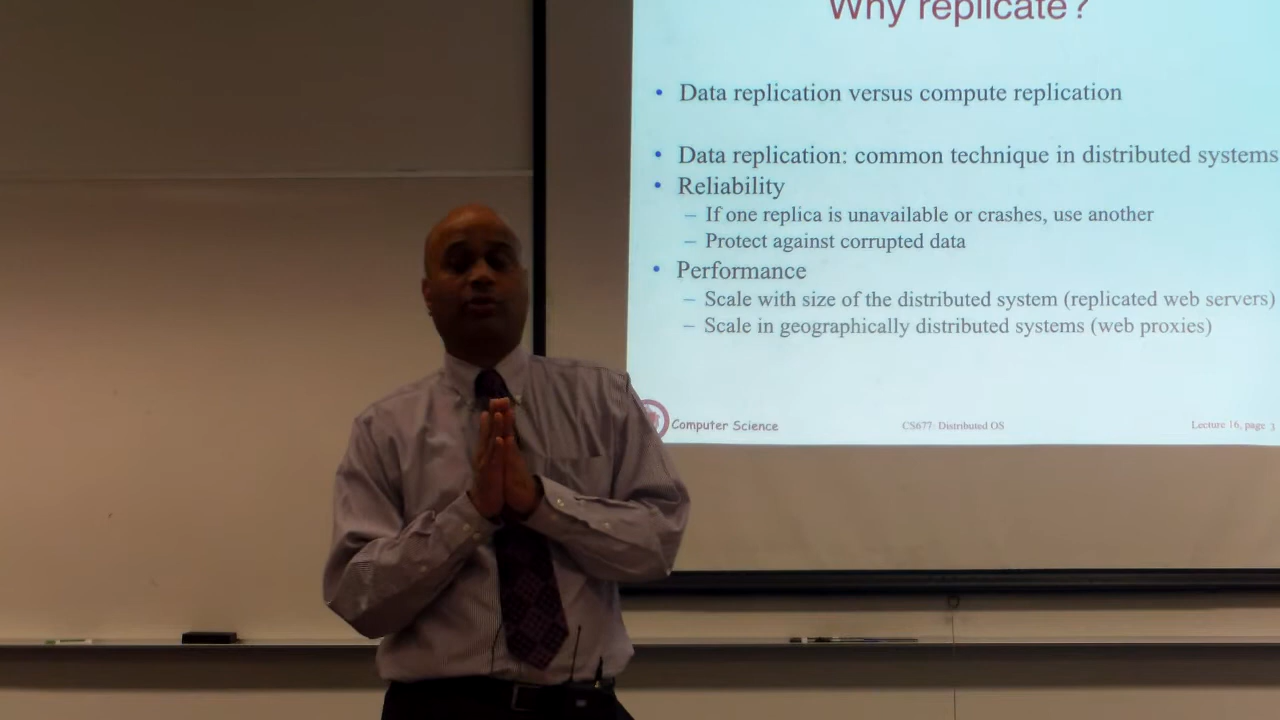 Why replicate?
• Data replication versus compute replication
• Data replication: common technique in distributed systems
• Reliability
– If one replica is unavailable or crashes, use another
– Protect against corrupted data
• Performance
– Scale with size of the distributed system (replicated web servers)
– Scale in geographically distributed systems (web proxies)
Computer Science CS677: Distributed OS Lecture 16, page 3